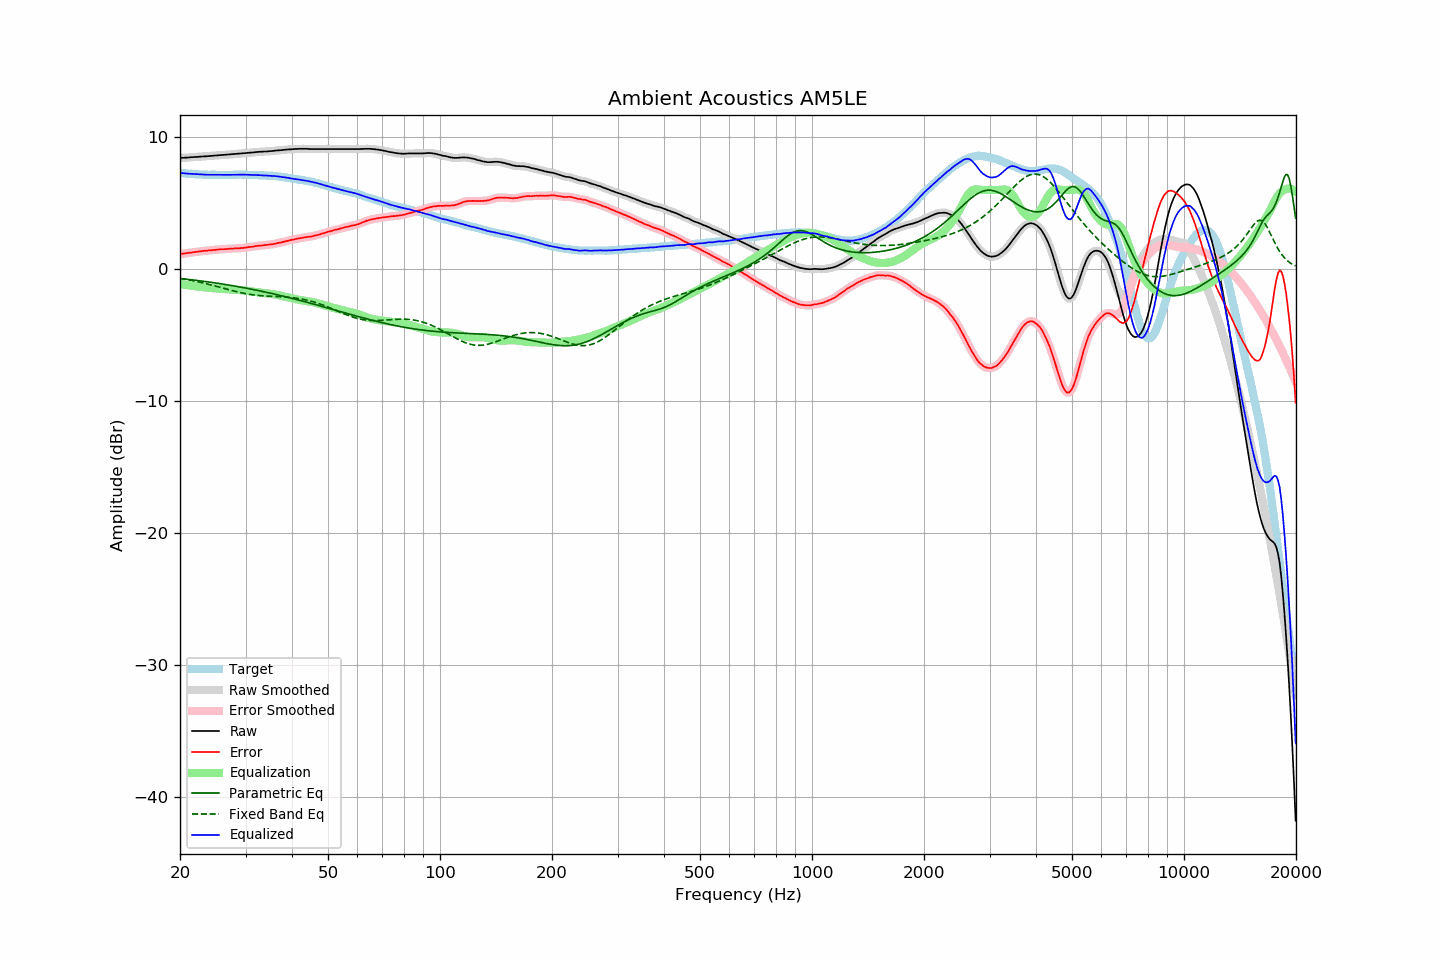 Ambient Acoustics AM5LE
10
0
−10
−20
−30
−40
Amplitude (dBr)
Target
Raw Smoothed
Error Smoothed
Raw
Error
Equalization
Parametric Eq
Fixed Band Eq
Equalized
20
50
100
200
500
1000
2000
5000
10000
20000
Frequency (Hz)